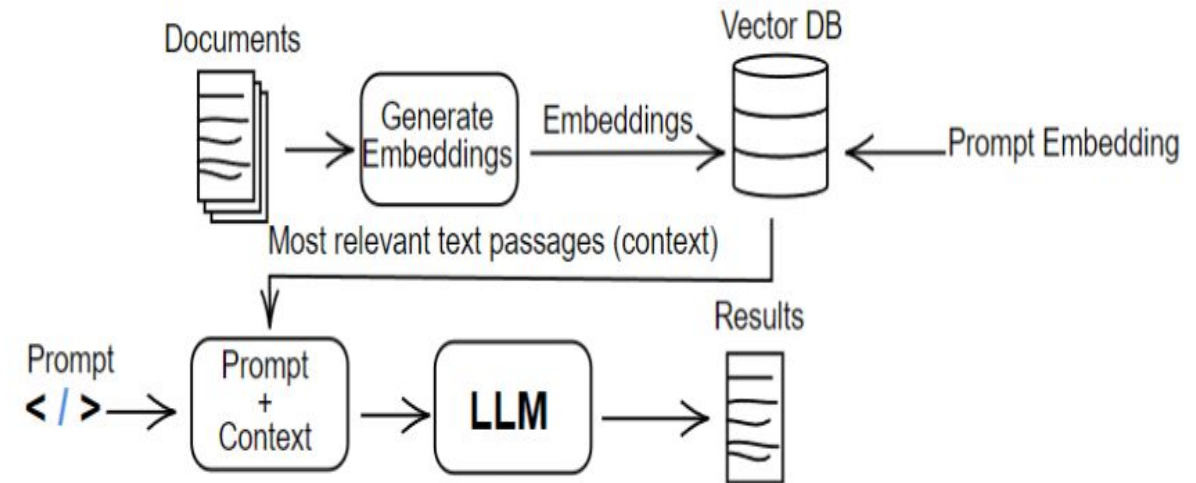 Documents
Vector DB
Generate
Embeddings
Embeddings
Prompt Embedding
Most relevant text passages (context)
Results
Prompt
< / >
Prompt
+
Context
LLM